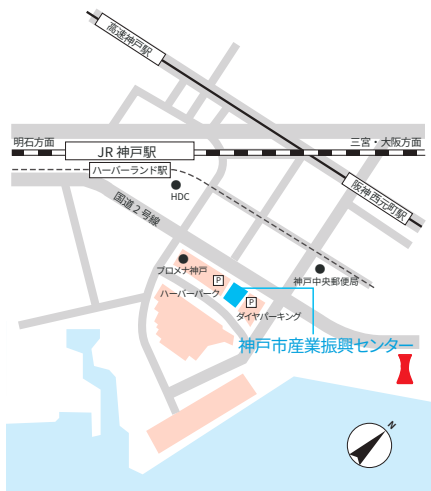 高速神戸駅
明石方面
三宮・大阪方面
JR 神戸駅
ハーバーランド駅
HDC
阪神西元町駅
国道2号線
プロメナ神戸
神戸中央郵便局
P
ハーバーパーク
P
ダイヤパーキング
神戸市産業振興センター
N